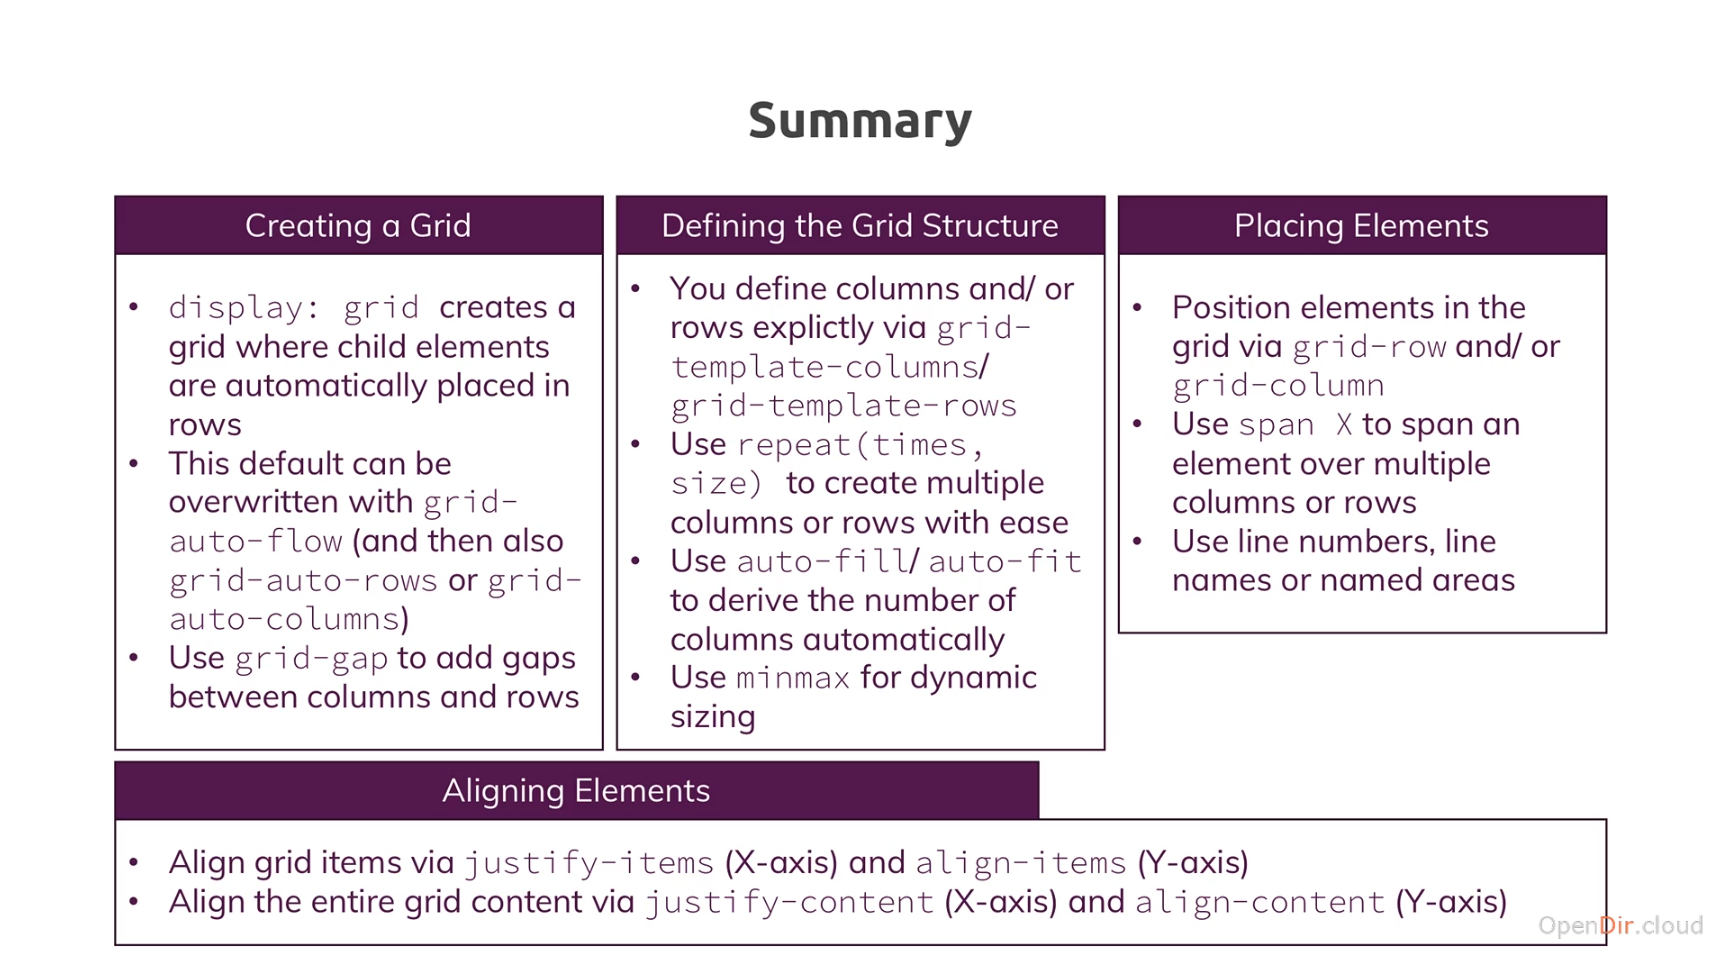 Summary
Creating a Grid
• display: grid creates a
grid where child elements
are automatically placed in
rows
• This default can be
overwritten with grid-
auto-flow (and then also
grid-auto-rows or grid-
auto-columns)
• Use grid-gap to add gaps
between columns and rows
Defining the Grid Structure
• You define columns and/ or
rows explictly via grid-
template-columns/
grid-template-rows
• Use repeat(times,
size) to create multiple
columns or rows with ease
• Use auto-fill/ auto-fit
to derive the number of
columns automatically
• Use minmax for dynamic
sizing
Placing Elements
• Position elements in the
grid via grid-row and/ or
grid-column
• Use span X to span an
element over multiple
columns or rows
• Use line numbers, line
names or named areas
Aligning Elements
• Align grid items via justify-items (X-axis) and align-items (Y-axis)
• Align the entire grid content via justify-content (X-axis) and align-content (Y-axis)
OpenDir.cloud